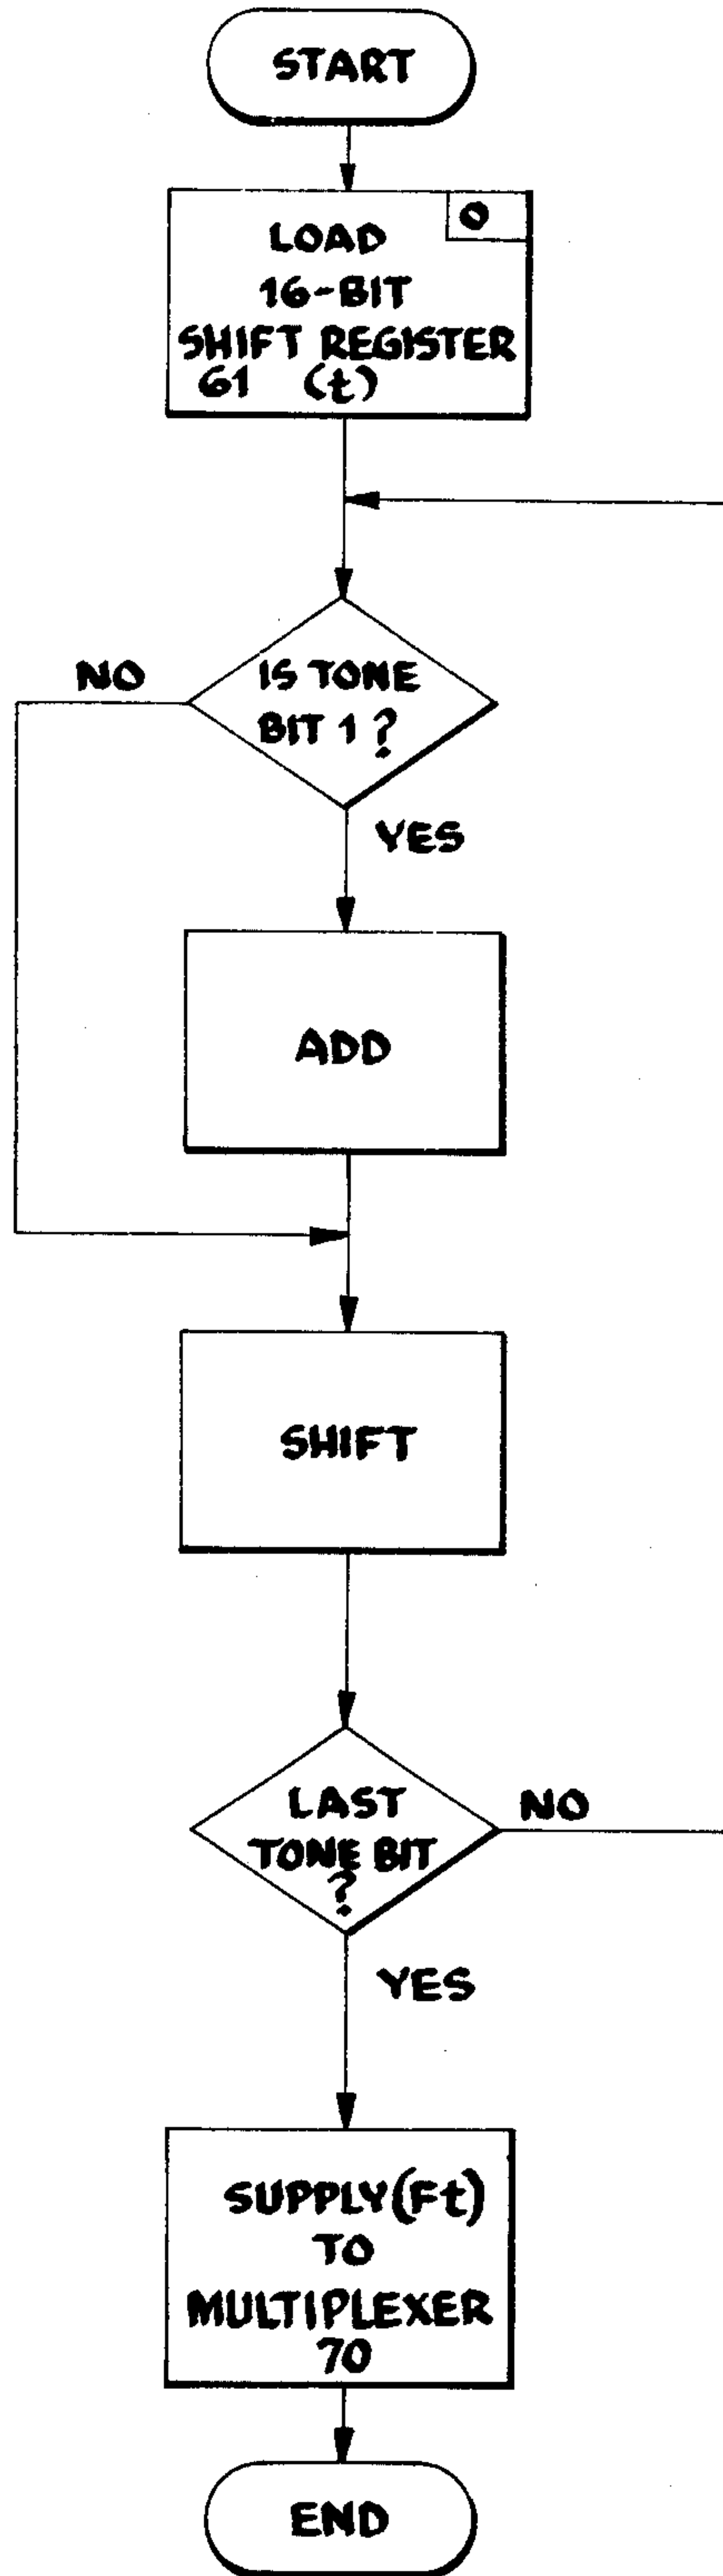 START
0
LOAD
16-BIT
SHIFT REGISTER
61 (t)
IS TONE
BIT 1?
NO
YES
ADD
SHIFT
LAST
TONE BIT
?
NO
YES
SUPPLY(Ft)
TO
MULTIPLEXER
70
END